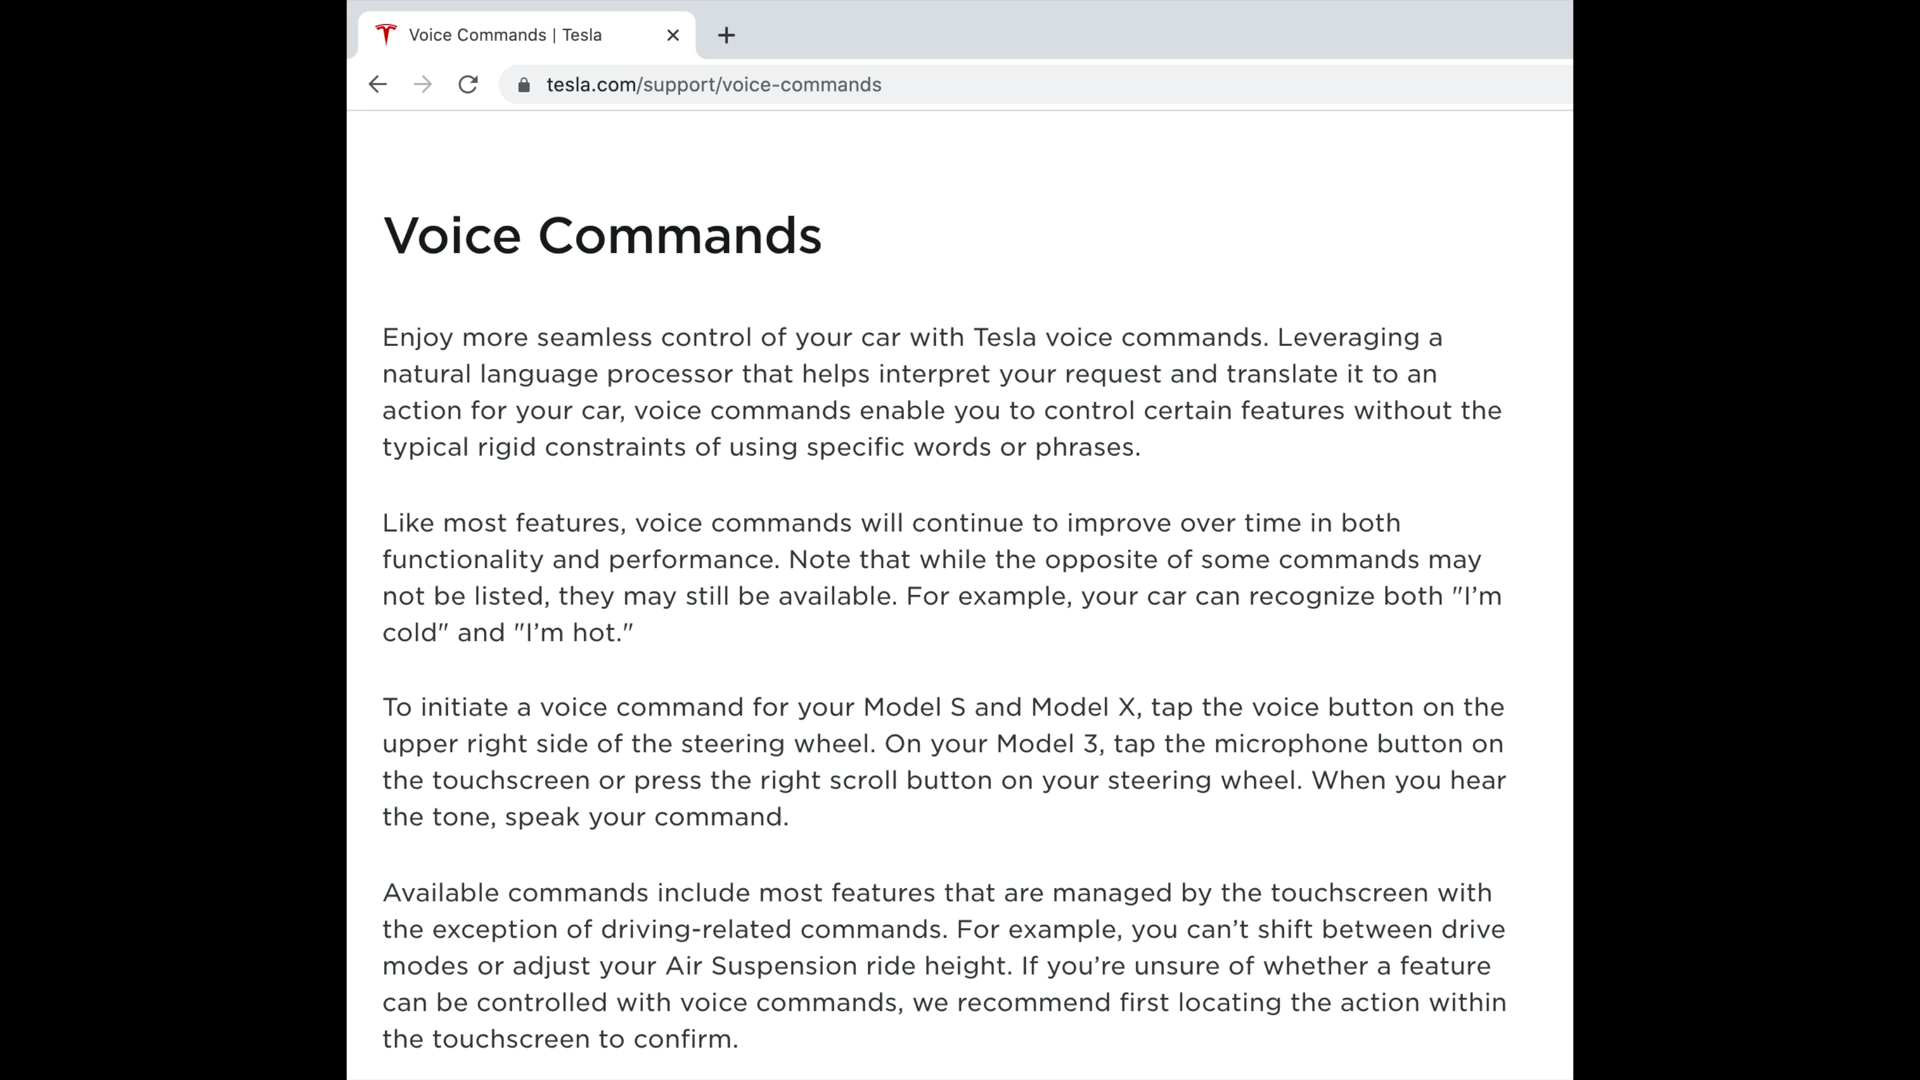 Voice Commands | Tesla
tesla.com/support/voice-commands
Voice Commands
Enjoy more seamless control of your car with Tesla voice commands. Leveraging a
natural language processor that helps interpret your request and translate it to an
action for your car, voice commands enable you to control certain features without the
typical rigid constraints of using specific words or phrases.
Like most features, voice commands will continue to improve over time in both
functionality and performance. Note that while the opposite of some commands may
not be listed, they may still be available. For example, your car can recognize both "I’m
cold" and "I’m hot."
To initiate a voice command for your Model S and Model X, tap the voice button on the
upper right side of the steering wheel. On your Model 3, tap the microphone button on
the touchscreen or press the right scroll button on your steering wheel. When you hear
the tone, speak your command.
Available commands include most features that are managed by the touchscreen with
the exception of driving-related commands. For example, you can’t shift between drive
modes or adjust your Air Suspension ride height. If you’re unsure of whether a feature
can be controlled with voice commands, we recommend first locating the action within
the touchscreen to confirm.